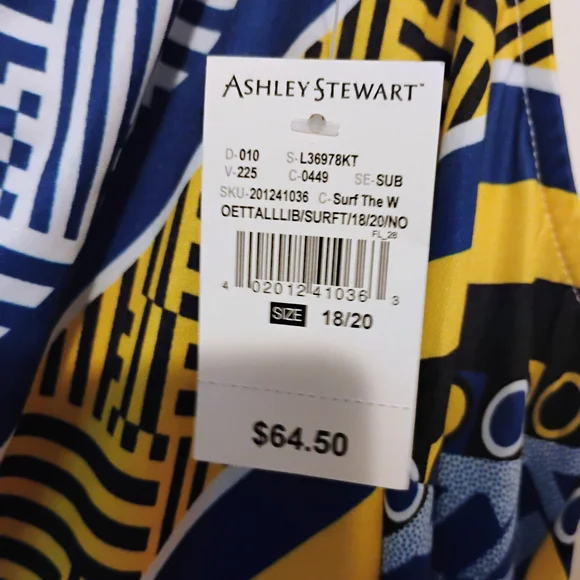 ASHLEY STEWART™
D-010 S-L36978KT
V-225 C-0449 SE-SUB
SKU-201241036 C-Surf The W
OETTALLLIB/SURFT/18/20/NO
FL_28
4 02012 41036 3
SIZE 18/20
$64.50